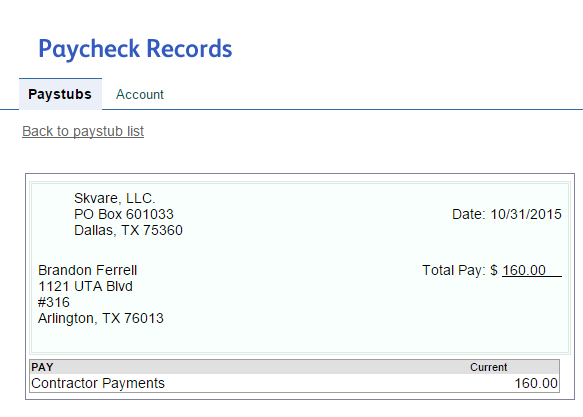 Paycheck Records
Paystubs Account
Back to paystub list
Skvare, LLC.
PO Box 601033 Date: 10/31/2015
Dallas, TX 75360
Brandon Ferrell Total Pay: $ 160.00
1121 UTA Blvd
#316
Arlington, TX 76013
PAY Current
Contractor Payments 160.00